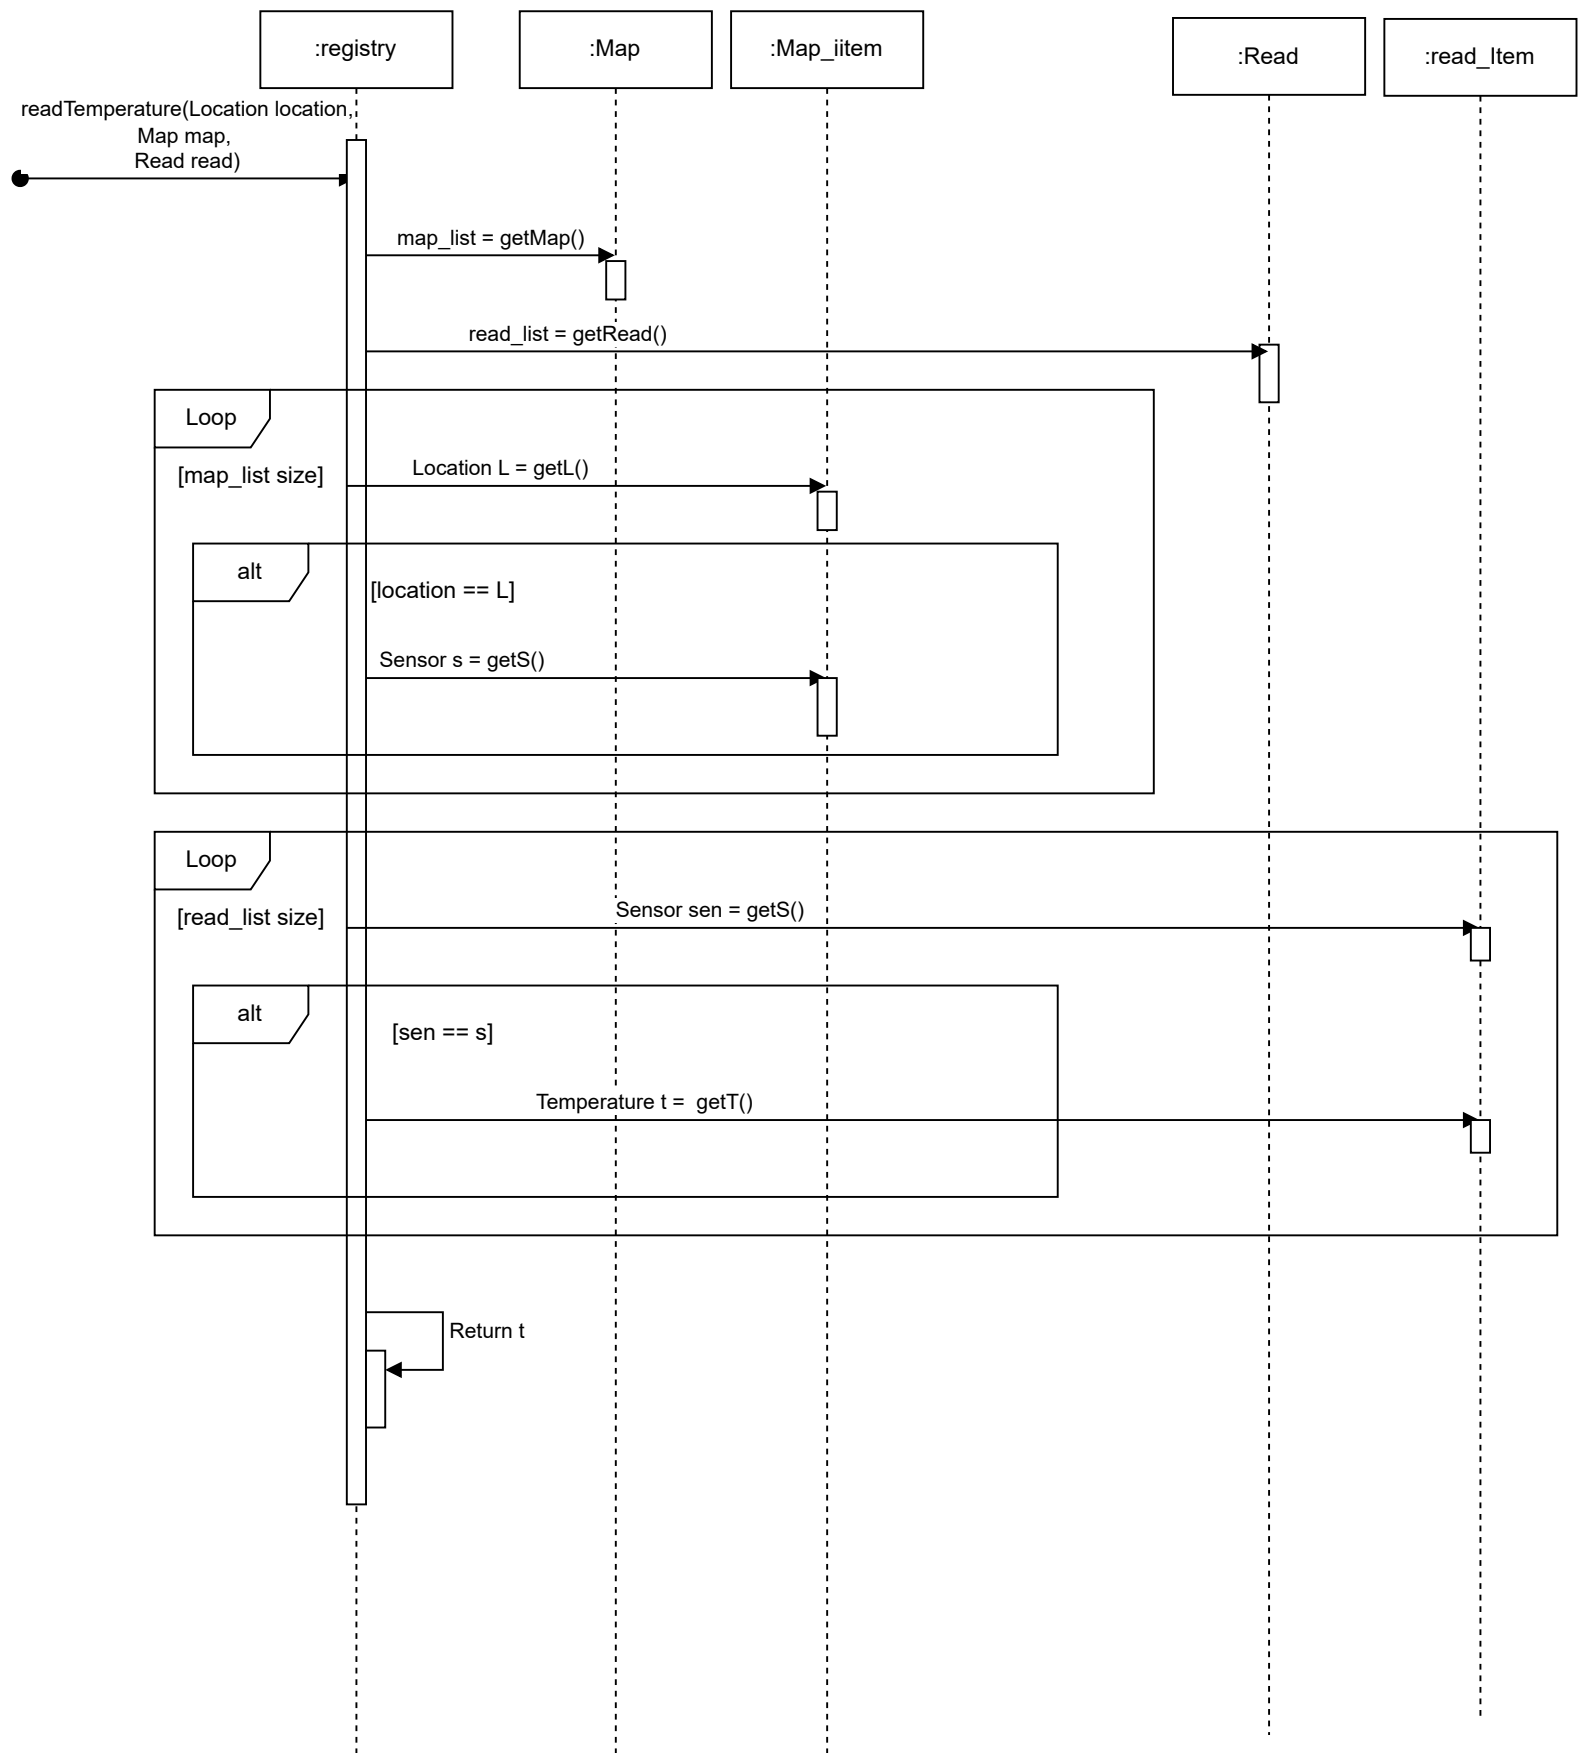 :registry
:Map
:Map_iitem
:Read
:read_Item
readTemperature(Location location,
Map map,
Read read)
map_list = getMap()
read_list = getRead()
Loop
[map_list size]
Location L = getL()
alt
[location == L]
Sensor s = getS()
Loop
[read_list size]
Sensor sen = getS()
alt
[sen == s]
Temperature t =  getT()
Return t